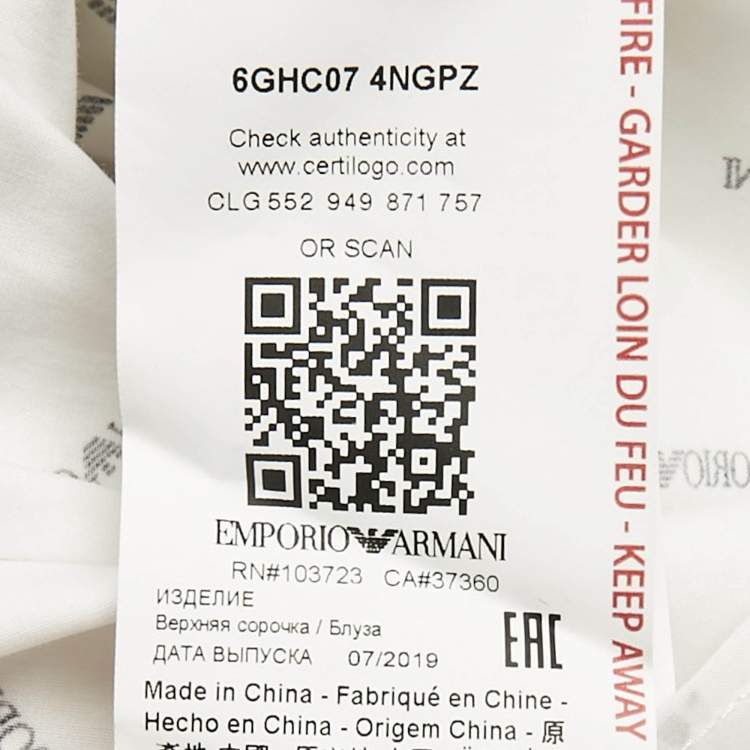 6GHC07 4NGPZ
Check authenticity at
www.certilogo.com
CLG 552 949 871 757
OR SCAN
EMPORIO ARMANI
RN#103723 CA#37360
ИЗДЕЛИЕ
Верхняя сорочка / Блуза
ДАТА ВЫПУСКА 07/2019
EAC
Made in China - Fabriqué en Chine -
Hecho en China - Origem China - 原
FIRE - GARDER LOIN DU FEU - KEEP AWAY